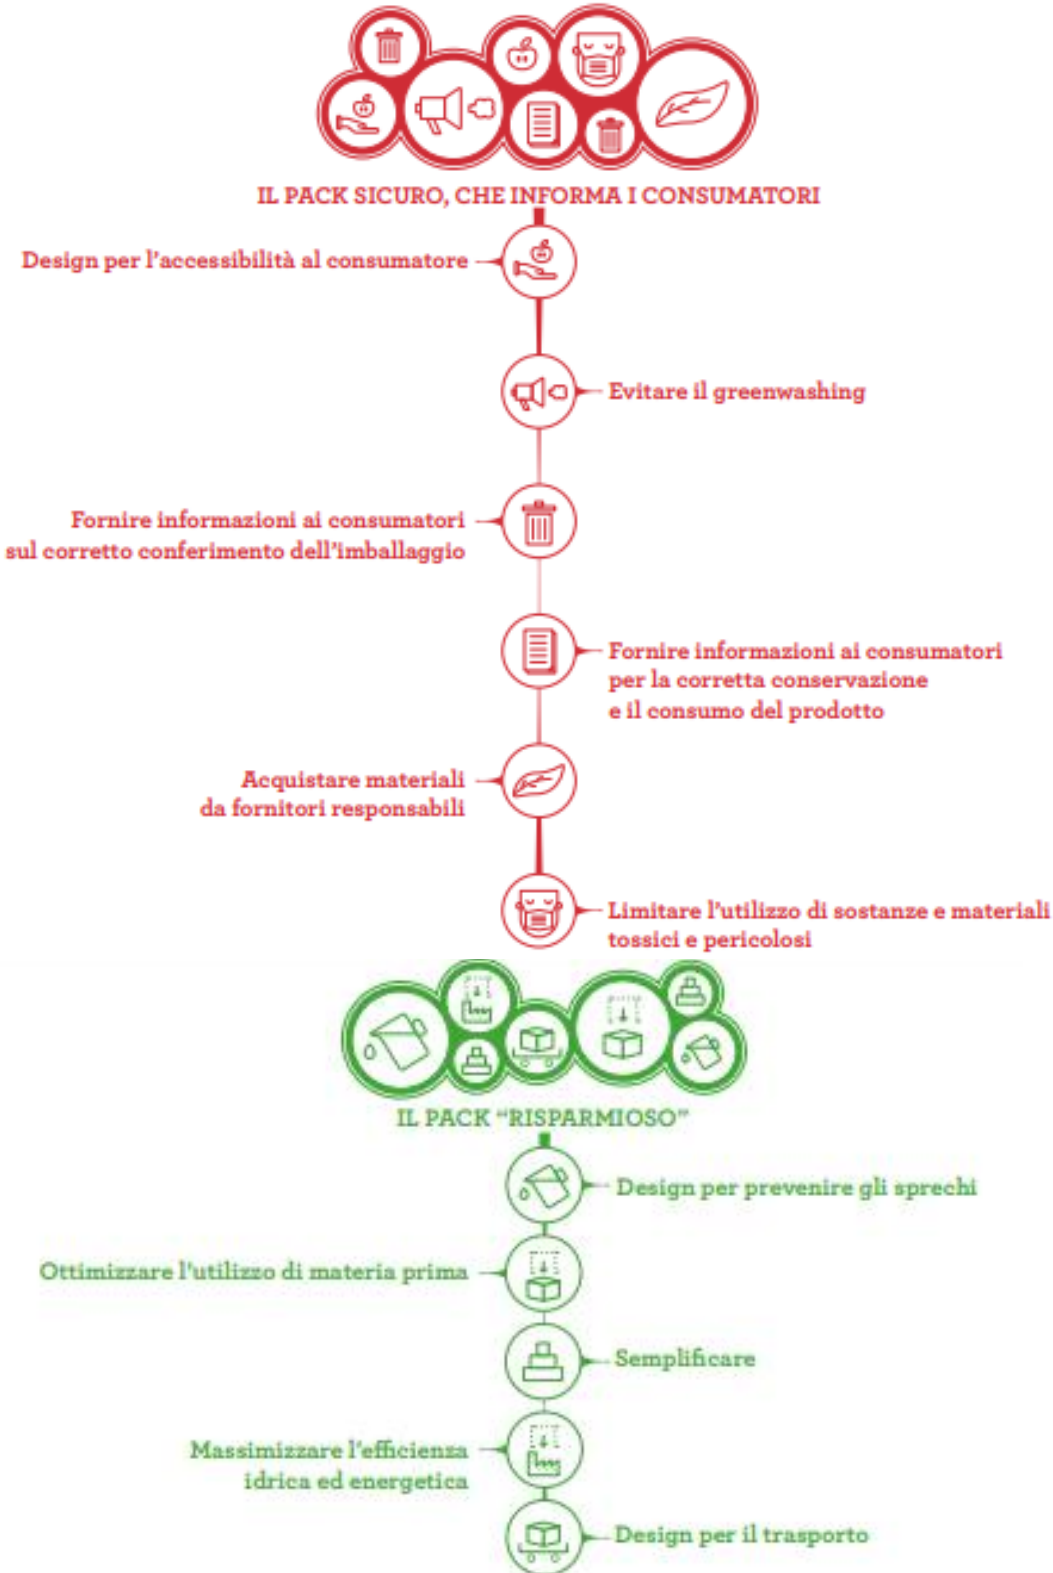 IL PACK SICURO, CHE INFORMA I CONSUMATORI
Design per l'accessibilità al consumatore
Evitare il greenwashing
Fornire informazioni ai consumatori
sul corretto conferimento dell'imballaggio
Fornire informazioni ai consumatori
per la corretta conservazione
e il consumo del prodotto
Acquistare materiali
da fornitori responsabili
Limitare l'utilizzo di sostanze e materiali
tossici e pericolosi
IL PACK “RISPARMIOSO”
Design per prevenire gli sprechi
Ottimizzare l'utilizzo di materia prima
Semplificare
Massimizzare l'efficienza
idrica ed energetica
Design per il trasporto